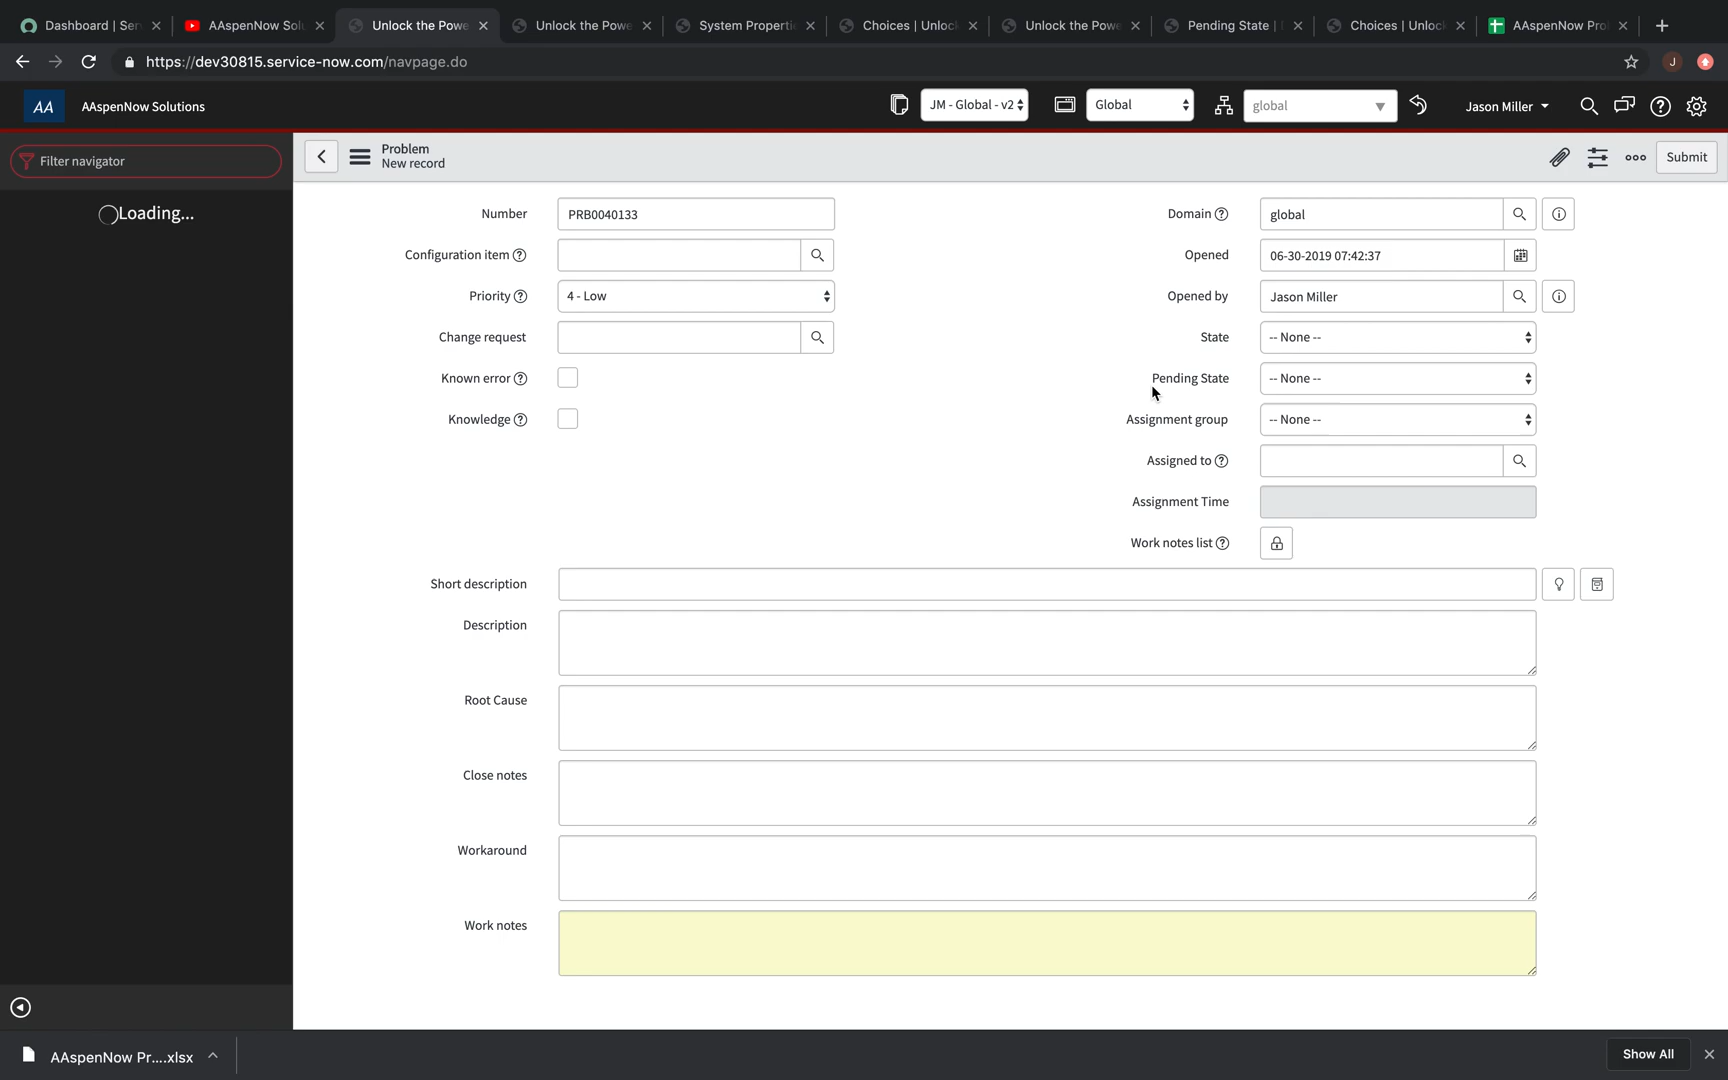 Dashboard | Ser
AAspenNow Solu
Unlock the Powe
Unlock the Powe
System Propertie
Choices | Unlock
Unlock the Powe
Pending State |
Choices | Unlock
AAspenNow Pro
https://dev30815.service-now.com/navpage.do
J
AA
AAspenNow Solutions
JM - Global - v2
Global
global
Jason Miller
Filter navigator
Loading...
Problem
New record
Submit
Number
PRB0040133
Domain
global
Configuration item
Opened
06-30-2019 07:42:37
Priority
4 - Low
Opened by
Jason Miller
Change request
State
-- None --
Known error
Pending State
-- None --
Knowledge
Assignment group
-- None --
Assigned to
Assignment Time
Work notes list
Short description
Description
Root Cause
Close notes
Workaround
Work notes
AAspenNow Pr....xlsx
Show All